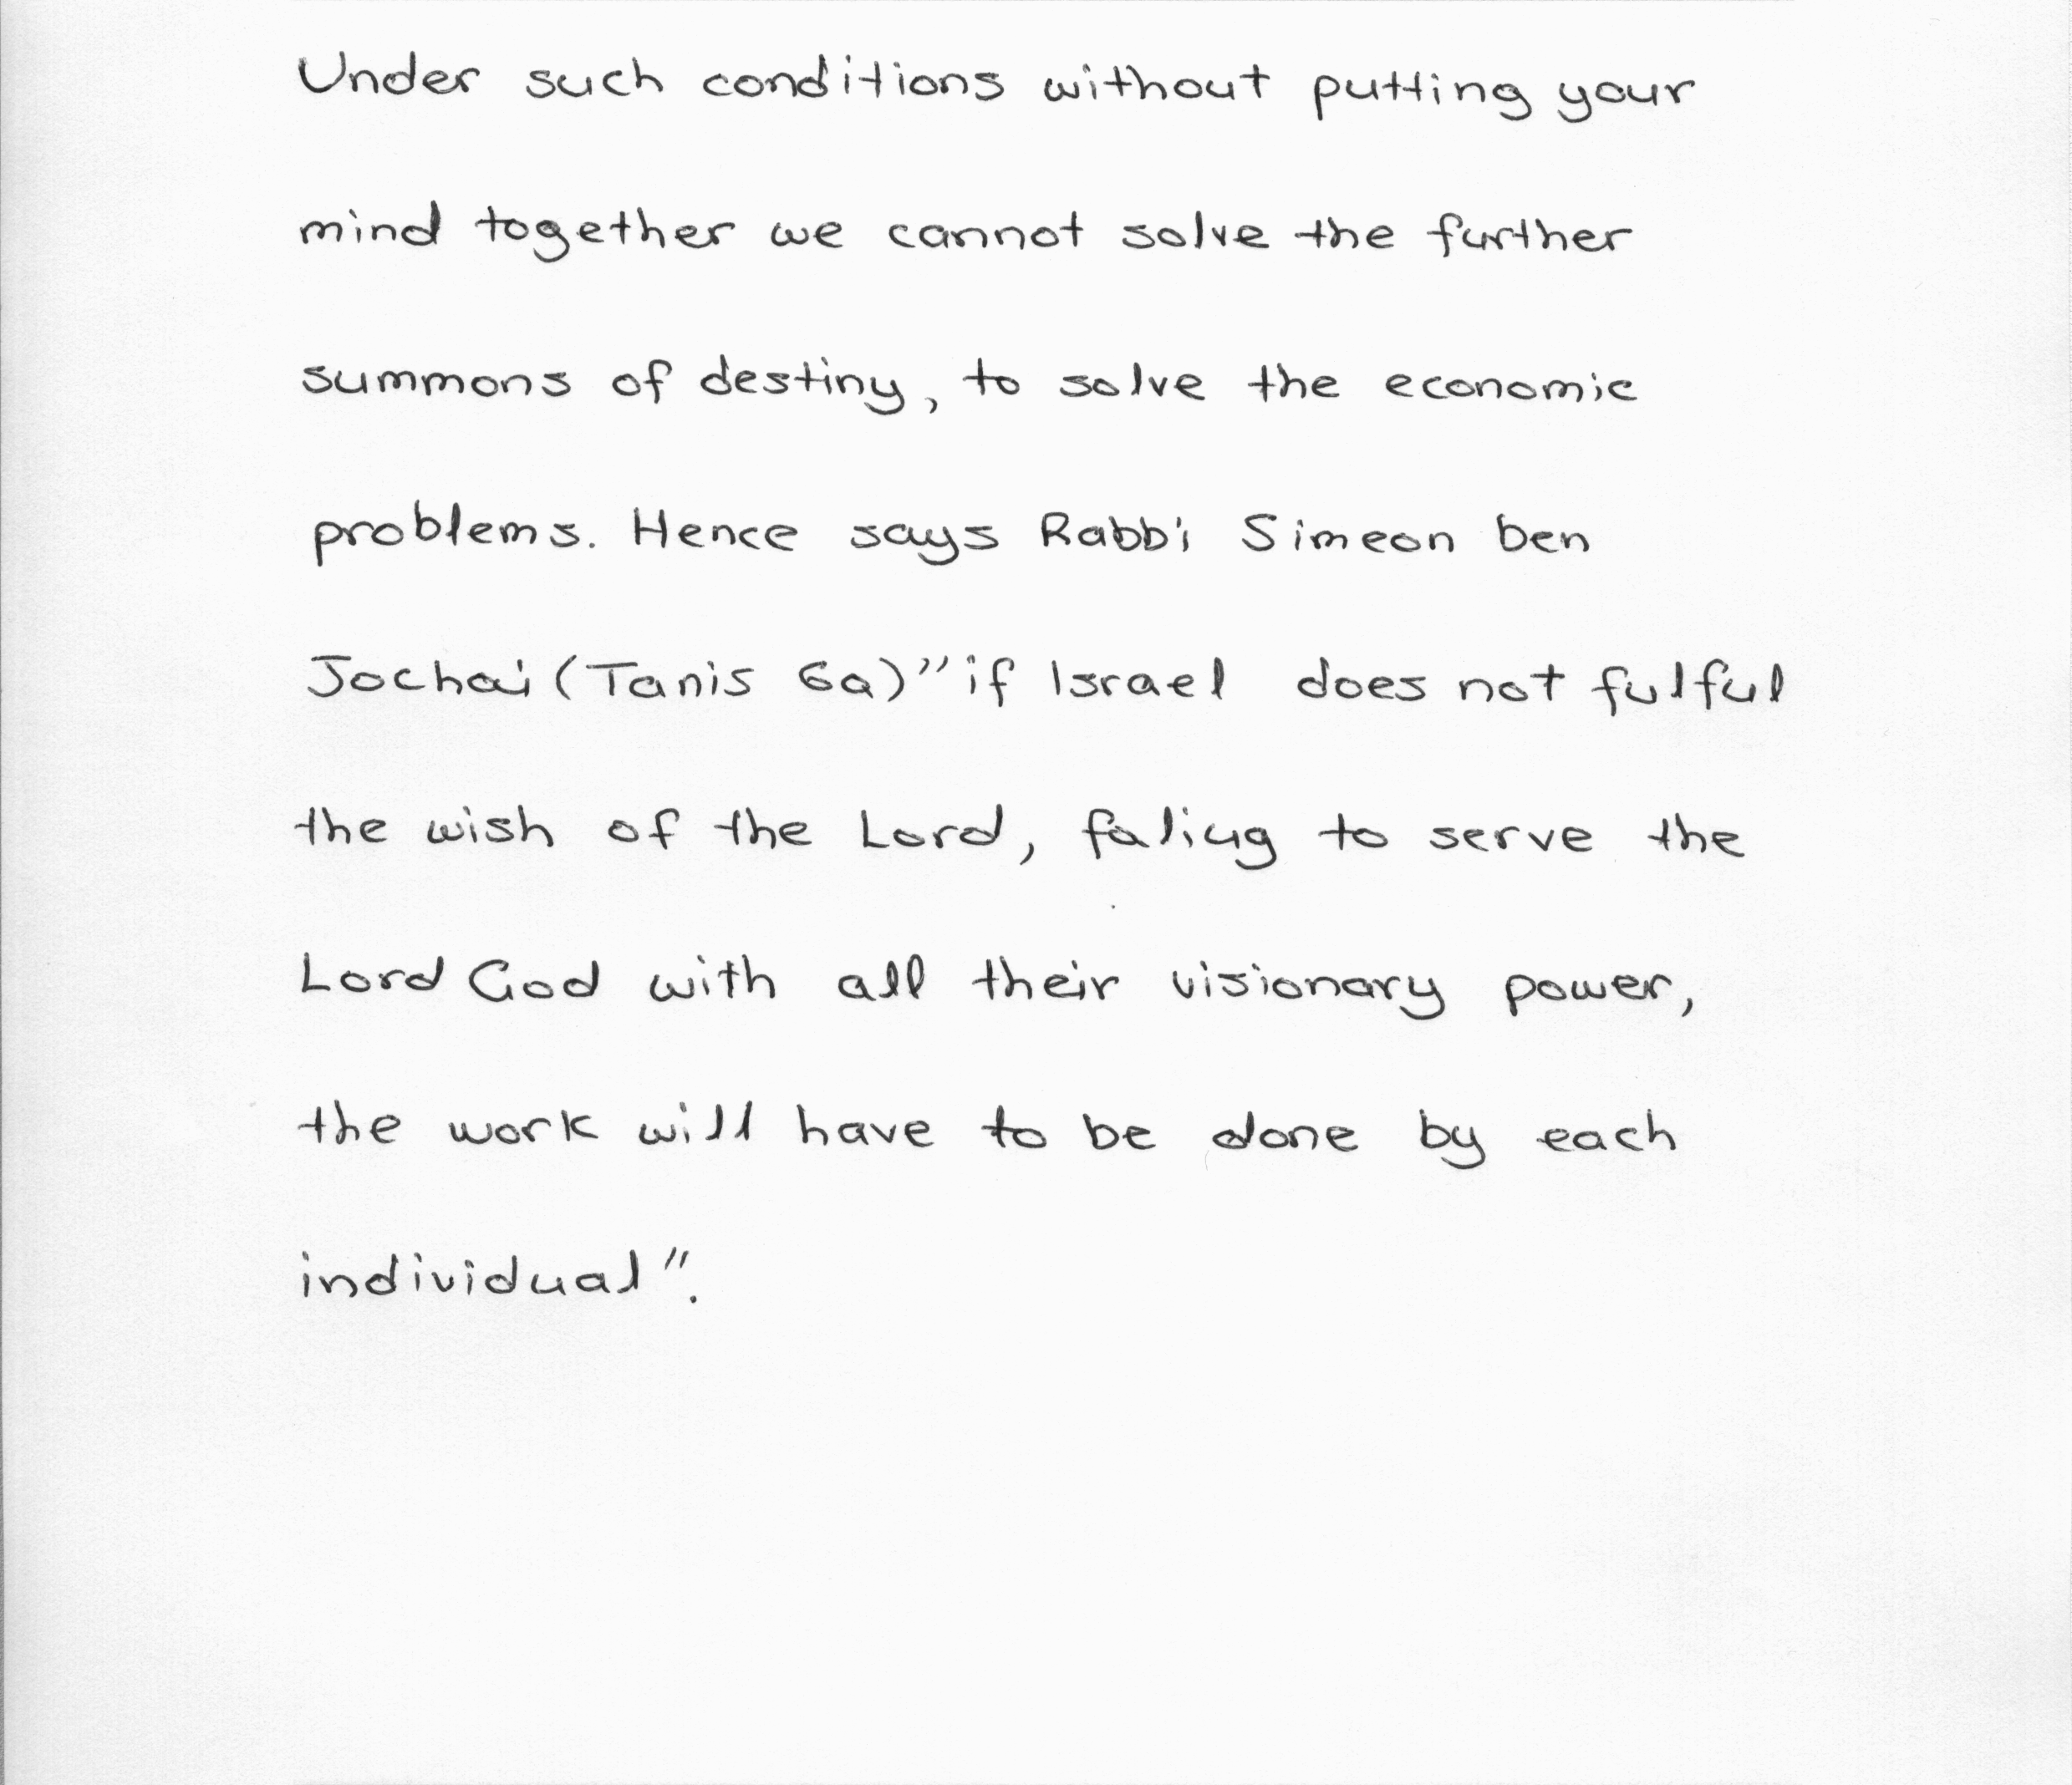 Under such conditions without putting your
mind together we cannot solve the further
summons of destiny, to solve the economic
problems. Hence says Rabbi Simeon ben
Jochai (Tanis 6a) "if Israel does not fulful
the wish of the Lord, faliug to serve the
Lord God with all their visionary power,
the work will have to be done by each
individual".